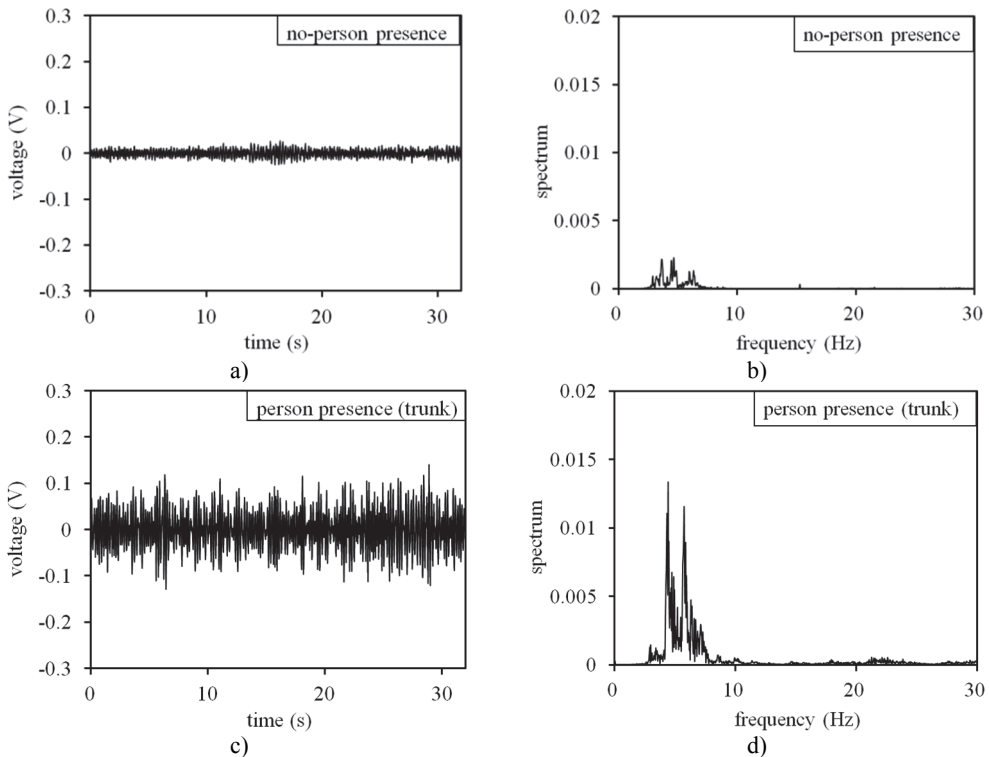 0.3
no-person presence
0.2
0.1
0
-0.1
-0.2
-0.3
voltage (V)
0 10 20 30
time (s)
a)
0.02
no-person presence
0.015
0.01
0.005
0
spectrum
0 10 20 30
frequency (Hz)
b)
0.3
person presence (trunk)
0.2
0.1
0
-0.1
-0.2
-0.3
voltage (V)
0 10 20 30
time (s)
c)
0.02
person presence (trunk)
0.015
0.01
0.005
0
spectrum
0 10 20 30
frequency (Hz)
d)